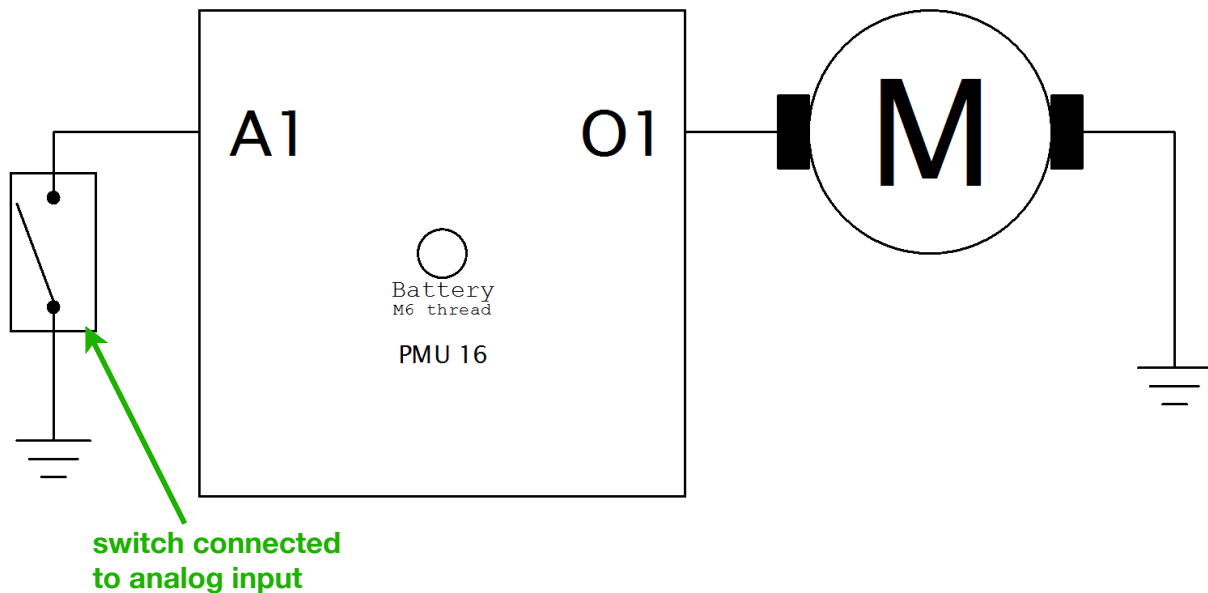 A1
O1
M
Battery
M6 thread
PMU 16
switch connected
to analog input